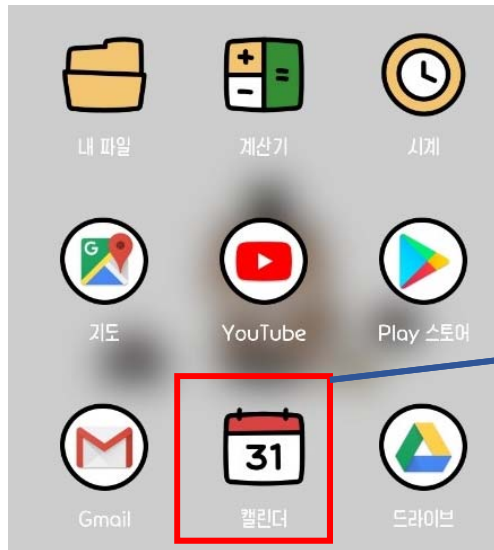 +
-
=
내 파일 계산기 시계
G
지도 YouTube Play 스토어
31
Gmail 캘린더 드라이브